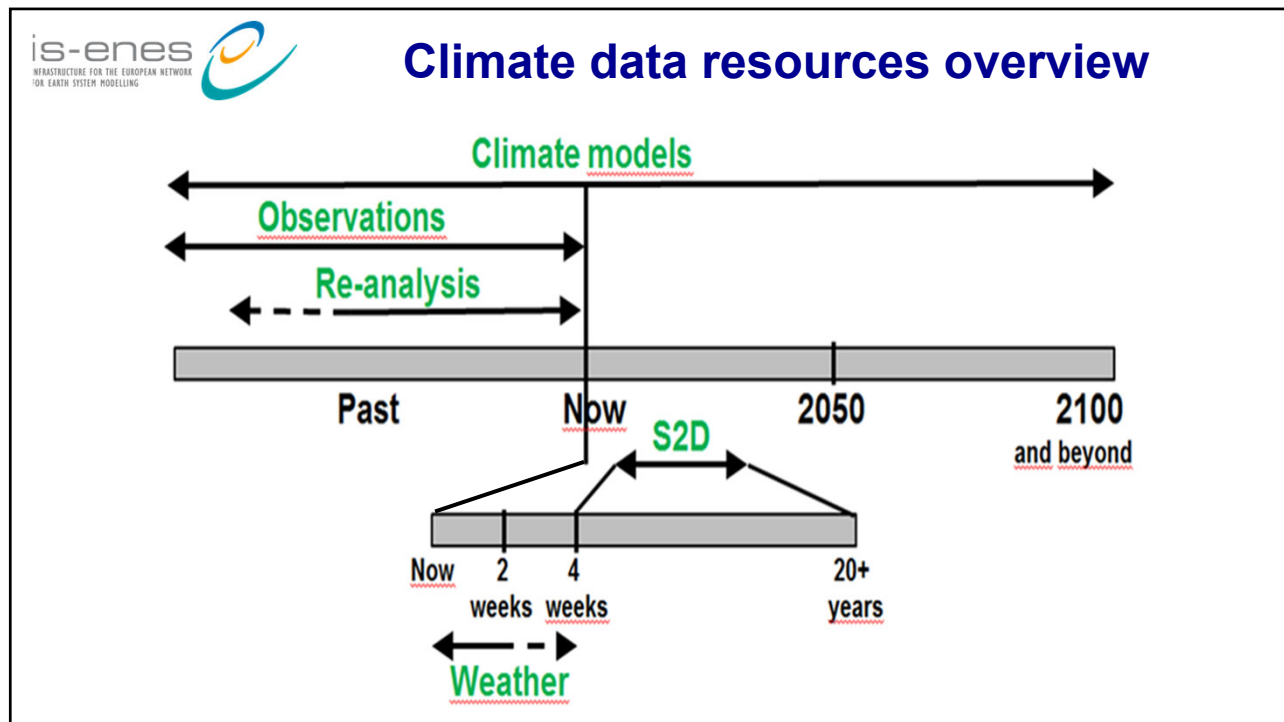 is-enes
INFRASTRUCTURE FOR THE EUROPEAN NETWORK
FOR EARTH SYSTEM MODELLING
Climate data resources overview
Climate models
Observations
Re-analysis
Past
Now
2050
2100
and beyond
S2D
Now
2
weeks
4
weeks
20+
years
Weather